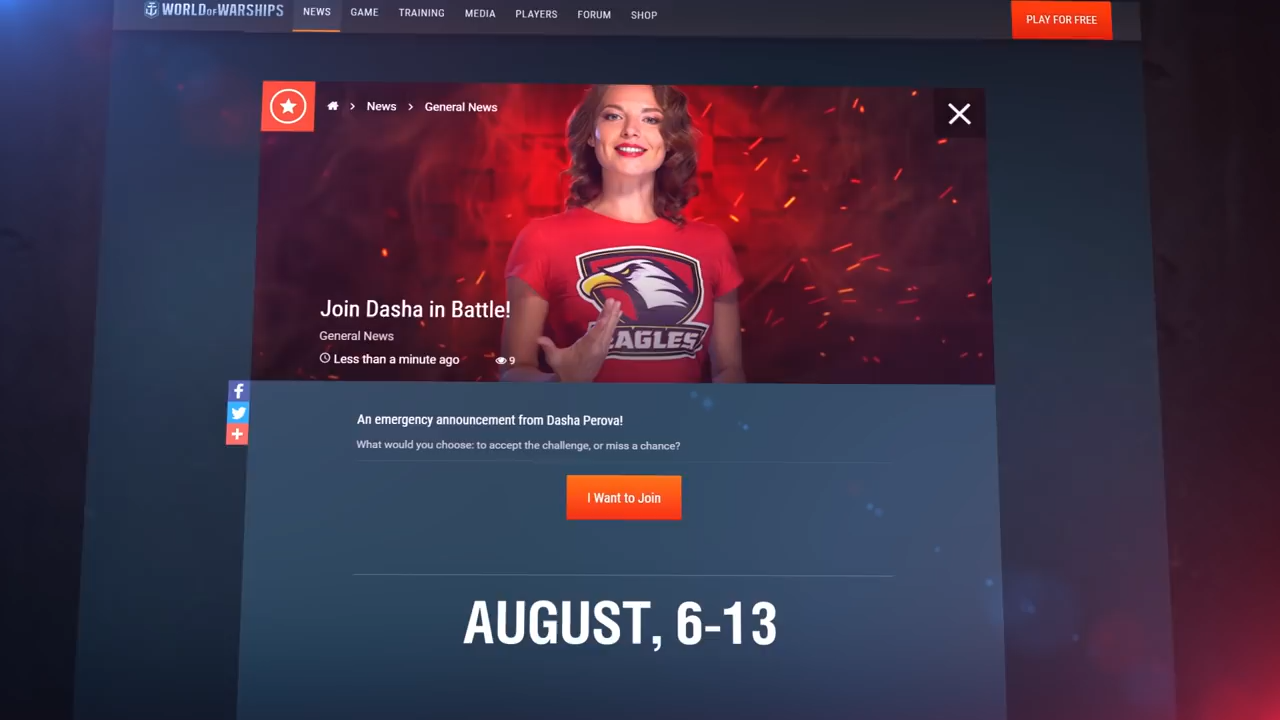 WORLD OF WARSHIPS
NEWS
GAME
TRAINING
MEDIA
PLAYERS
FORUM
SHOP
PLAY FOR FREE
News
General News
EAGLES
Join Dasha in Battle!
General News
Less than a minute ago
9
An emergency announcement from Dasha Perova!
What would you choose: to accept the challenge, or miss a chance?
I Want to Join
AUGUST, 6-13